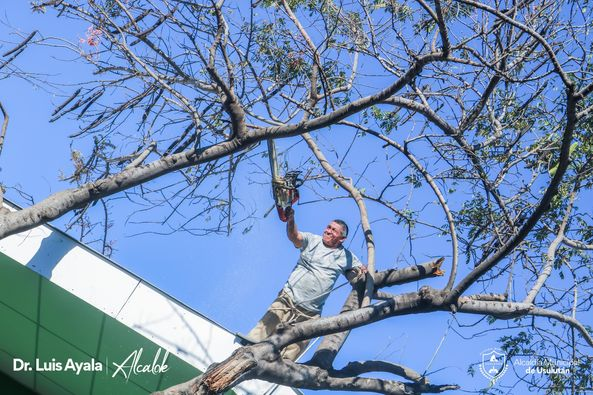 Dr. Luis Ayala | Alcalde
Alcaldía Municipal
de Usulután